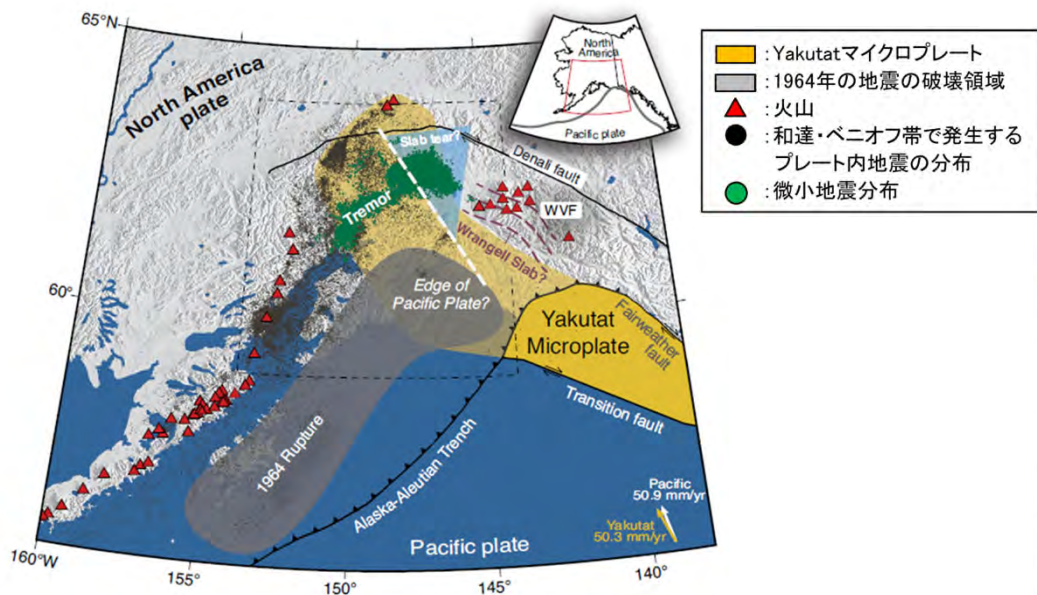 65°N
North America
plate
North
America
Pacific plate
Slab tear?
Denali fault
Tremor
WVF
Wrangell Slab?
60°
Edge of
Pacific Plate?
Yakutat
Microplate
Fairweather
fault
Transition fault
1964 Rupture
Alaska-Aleutian Trench
Pacific
50.9 mm/yr
Yakutat
50.3 mm/yr
Pacific plate
160°W
155°
150°
145°
140°
:Yakutatマイクロプレート
:1964年の地震の破壊領域
:火山
:和達・ベニオフ帯で発生する
プレート内地震の分布
:微小地震分布